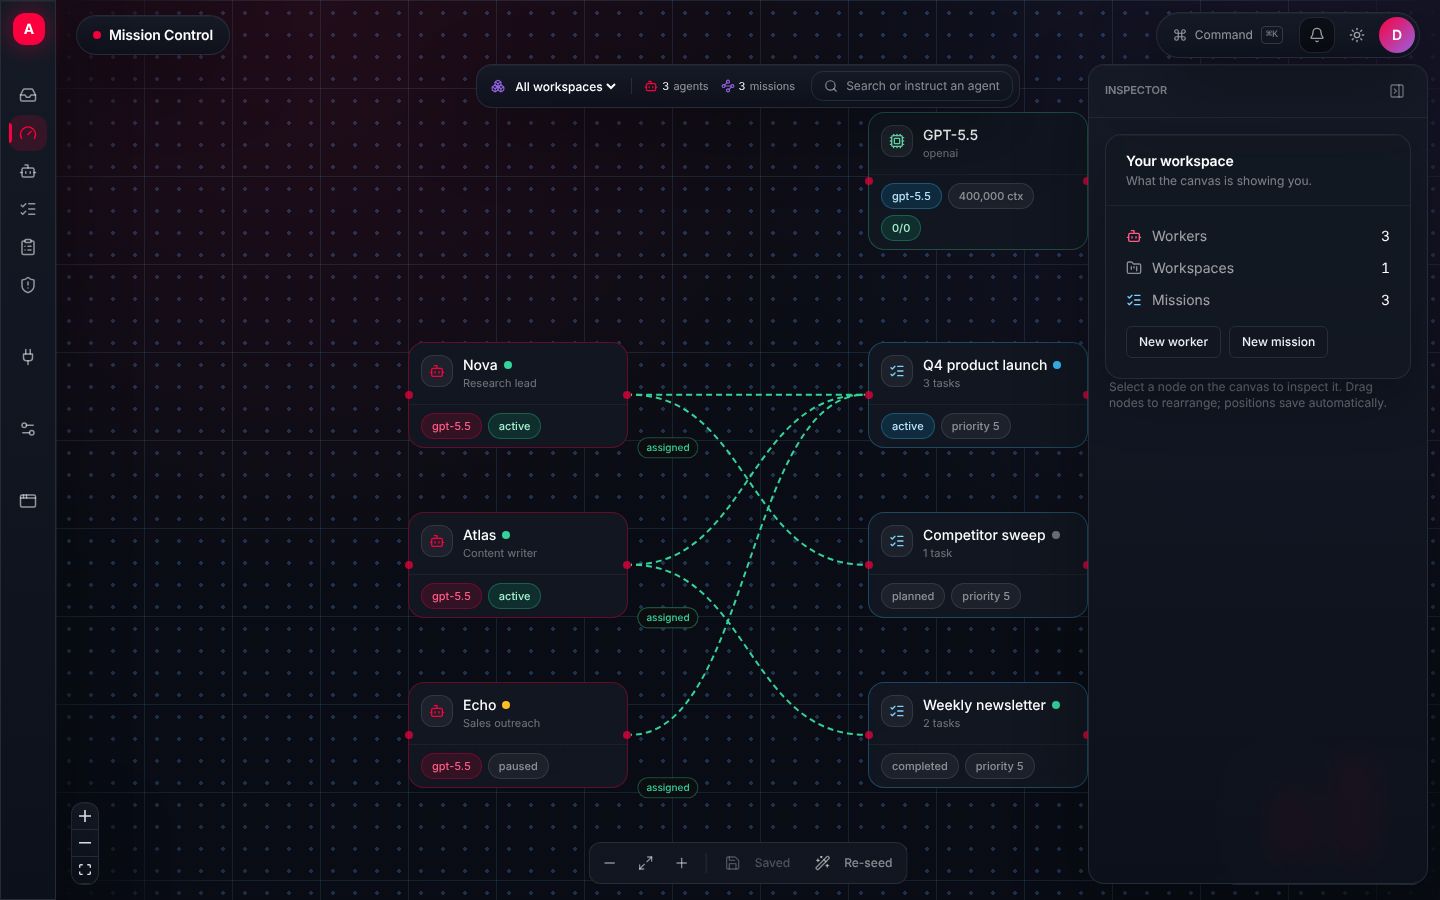 A
Mission Control
Command ⌘K
D
All workspaces
3 agents
3 missions
Search or instruct an agent
INSPECTOR
GPT-5.5
openai
gpt-5.5
400,000 ctx
0/0
Your workspace
What the canvas is showing you.
Workers 3
Workspaces 1
Missions 3
New worker
New mission
Select a node on the canvas to inspect it. Drag
nodes to rearrange; positions save automatically.
Nova
Research lead
gpt-5.5
active
assigned
Q4 product launch
3 tasks
active
priority 5
Atlas
Content writer
gpt-5.5
active
assigned
Competitor sweep
1 task
planned
priority 5
Echo
Sales outreach
gpt-5.5
paused
assigned
Weekly newsletter
2 tasks
completed
priority 5
Saved
Re-seed